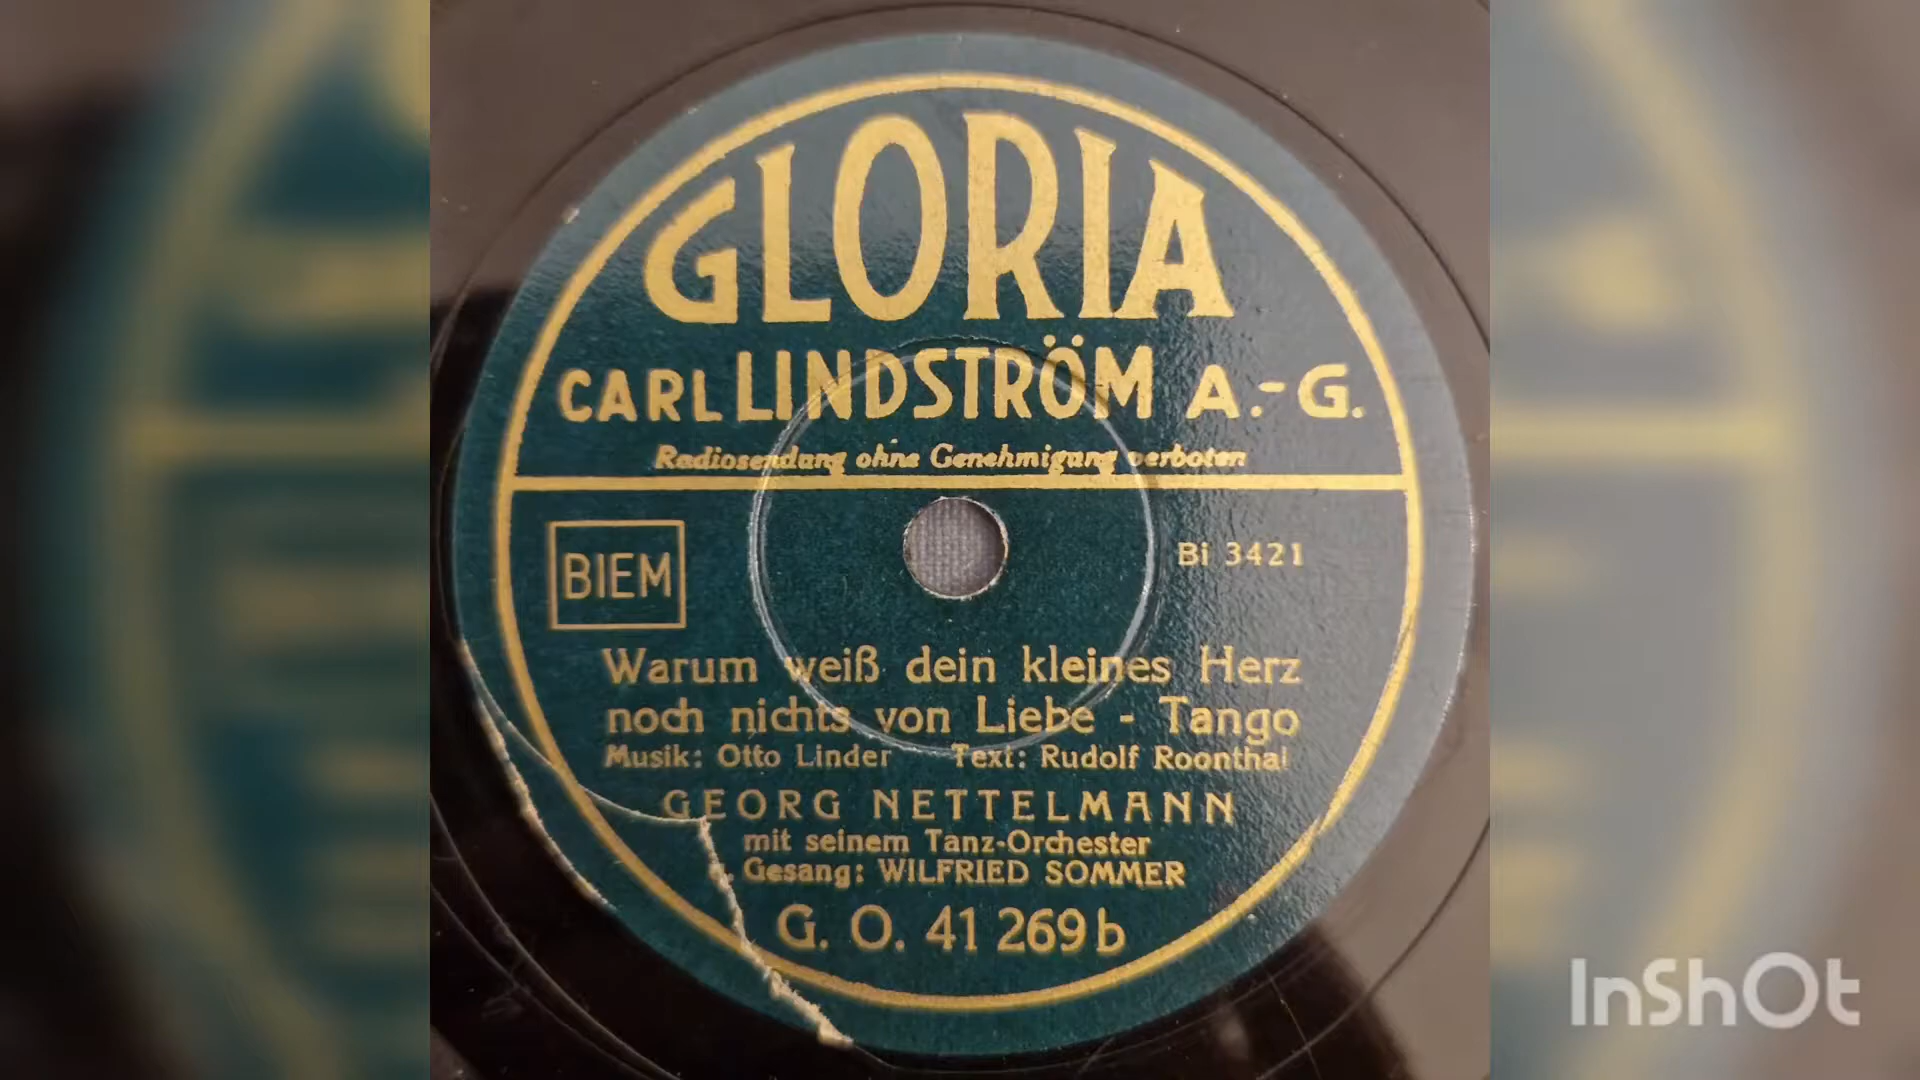 GLORIA
CARL LINDSTRÖM A.-G.
Radiosendung ohne Genehmigung verboten
BIEM
Bi 3421
Warum weiß dein kleines Herz
noch nichts von Liebe - Tango
Musik: Otto Linder Text: Rudolf Roonthal
GEORG NETTELMANN
mit seinem Tanz-Orchester
Gesang: WILFRIED SOMMER
G. O. 41 269 b
InShOt